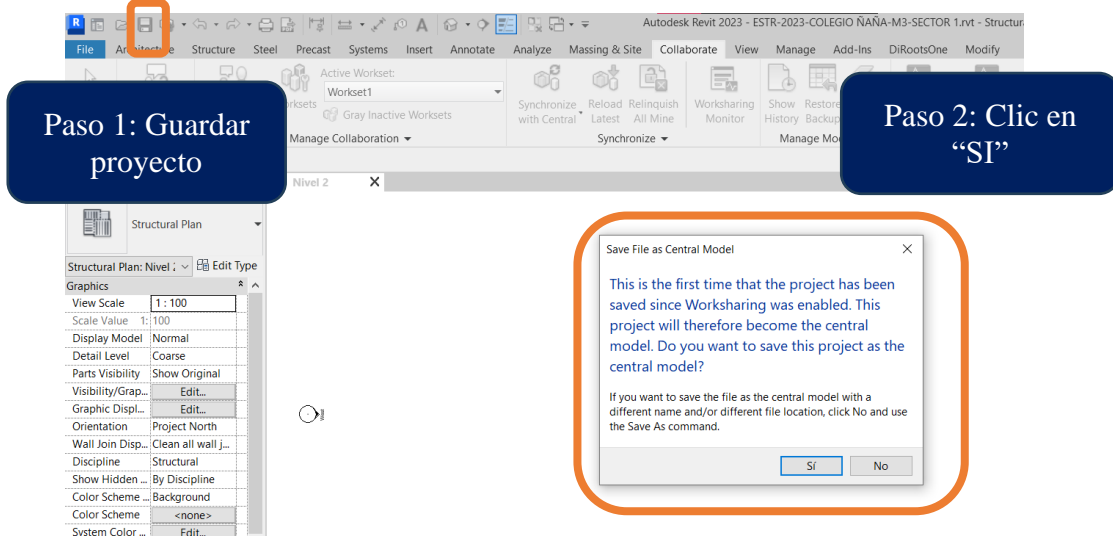 Autodesk Revit 2023 - ESTR-2023-COLEGIO ÑAÑA-M3-SECTOR 1.rvt - Structura
File Architecture Structure Steel Precast Systems Insert Annotate Analyze Massing & Site Collaborate View Manage Add-Ins DiRootsOne Modify
Active Workset:
Workset1
Gray Inactive Worksets
Manage Collaboration
Synchronize with Central
Reload Latest
Relinquish All Mine
Synchronize
Worksharing Monitor
Show History
Restore Backup
Manage Mo
Paso 1: Guardar
proyecto
Paso 2: Clic en
“SI”
Nivel 2 X
Structural Plan
Structural Plan: Nivel 2 Edit Type
Graphics
View Scale 1 : 100
Scale Value 1: 100
Display Model Normal
Detail Level Coarse
Parts Visibility Show Original
Visibility/Grap... Edit...
Graphic Displ... Edit...
Orientation Project North
Wall Join Disp... Clean all wall j...
Discipline Structural
Show Hidden ... By Discipline
Color Scheme ... Background
Color Scheme <none>
System Color ... Edit...
Save File as Central Model
This is the first time that the project has been
saved since Worksharing was enabled. This
project will therefore become the central
model. Do you want to save this project as the
central model?
If you want to save the file as the central model with a
different name and/or different file location, click No and use
the Save As command.
Sí No